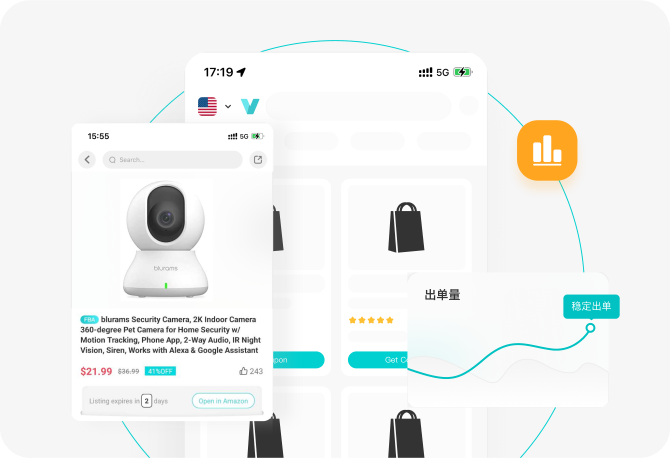 17:19
5G
15:55
5G
Search...
blurams
FBA blurams Security Camera, 2K Indoor Camera
360-degree Pet Camera for Home Security w/
Motion Tracking, Phone App, 2-Way Audio, IR Night
Vision, Siren, Works with Alexa & Google Assistant
$21.99 $36.99 41%OFF 243
Listing expires in 2 days
Open in Amazon
pon
Get Co
出单量
稳定出单